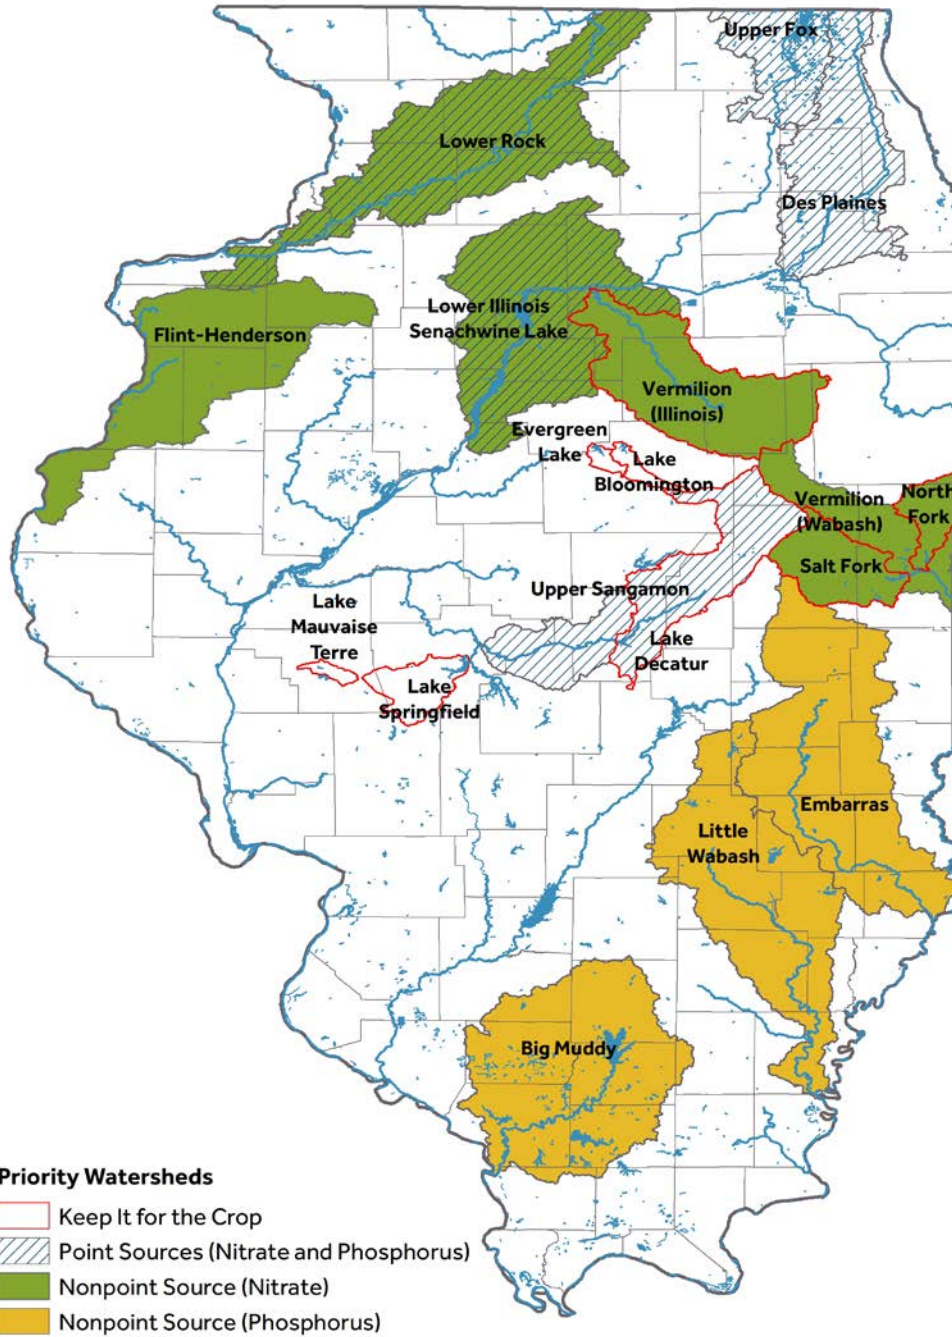 Upper Fox
Lower Rock
Des Plaines
Lower Illinois
Senachwine Lake
Flint-Henderson
Vermilion
(Illinois)
Evergreen
Lake
Lake
Bloomington
Vermilion
(Wabash)
North
Fork
Salt Fork
Upper Sangamon
Lake
Mauvaise
Terre
Lake
Decatur
Lake
Springfield
Embarras
Little
Wabash
Big Muddy
Priority Watersheds
Keep It for the Crop
Point Sources (Nitrate and Phosphorus)
Nonpoint Source (Nitrate)
Nonpoint Source (Phosphorus)